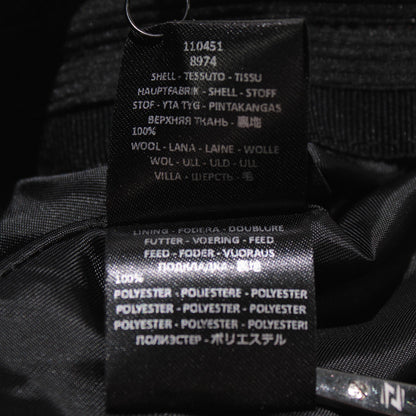 110451
8974
SHELL - TESSUTO - TISSU
HAUPTFABRIK - SHELL - STOFF
STOF - YTA TYG - PINTAKANGAS
ВЕРХНЯЯ ТКАНЬ - 裏地
100%
WOOL - LANA - LAINE - WOLLE
WOL - ULL - ULD - ULL
VILLA - ШЕРСТЬ - 毛
LINING - FODERA - DOUBLURE
FUTTER - VOERING - FEED
FEED - FODER - VUORAUS
ПОДКЛАДКА - 裏地
100%
POLYESTER - POLIESTERE - POLYESTER
POLYESTER - POLYESTER - POLYESTER
POLYESTER - POLYESTER - POLYESTERI
ПОЛИЭСТЕР - ポリエステル